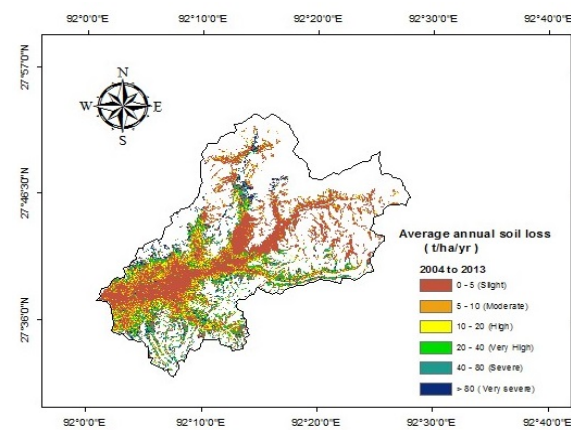 92°0'0"E 92°10'0"E 92°20'0"E 92°30'0"E 92°40'0"E
27°57'0"N
N
W E
S
27°46'30"N
Average annual soil loss
( t/ha/yr )
2004 to 2013
0 - 5 (Slight)
5 - 10 (Moderate)
10 - 20 (High)
27°36'0"N
20 - 40 (Very High)
40 - 80 (Severe)
> 80 ( Very severe)
92°0'0"E 92°10'0"E 92°20'0"E 92°30'0"E 92°40'0"E